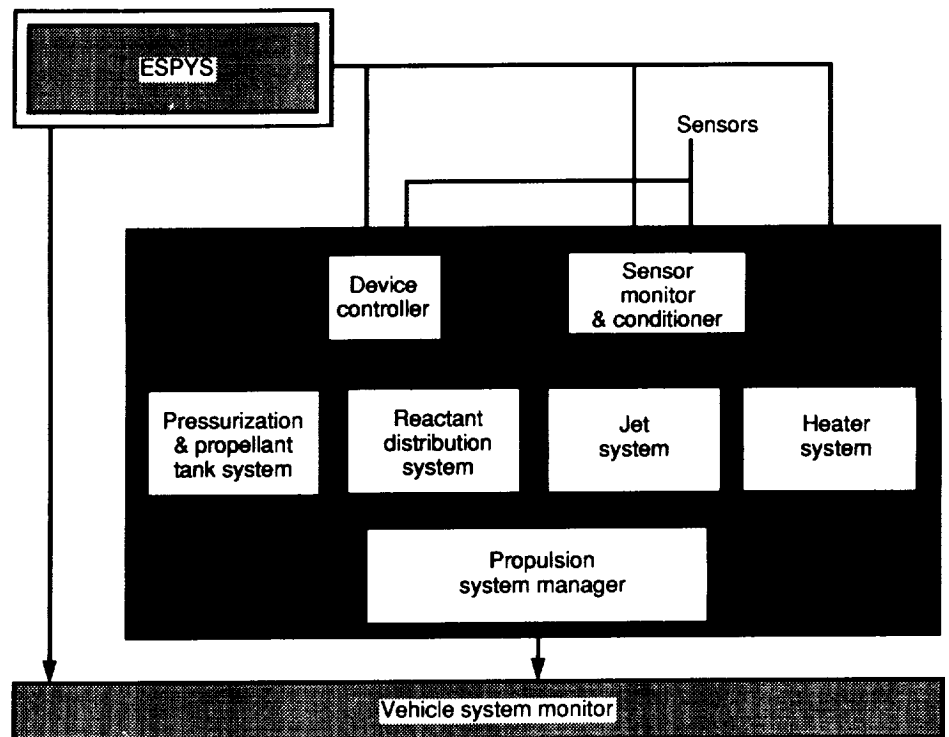 ESPYS
Sensors
Device
controller
Sensor
monitor
& conditioner
Pressurization
& propellant
tank system
Reactant
distribution
system
Jet
system
Heater
system
Propulsion
system manager
Vehicle system monitor